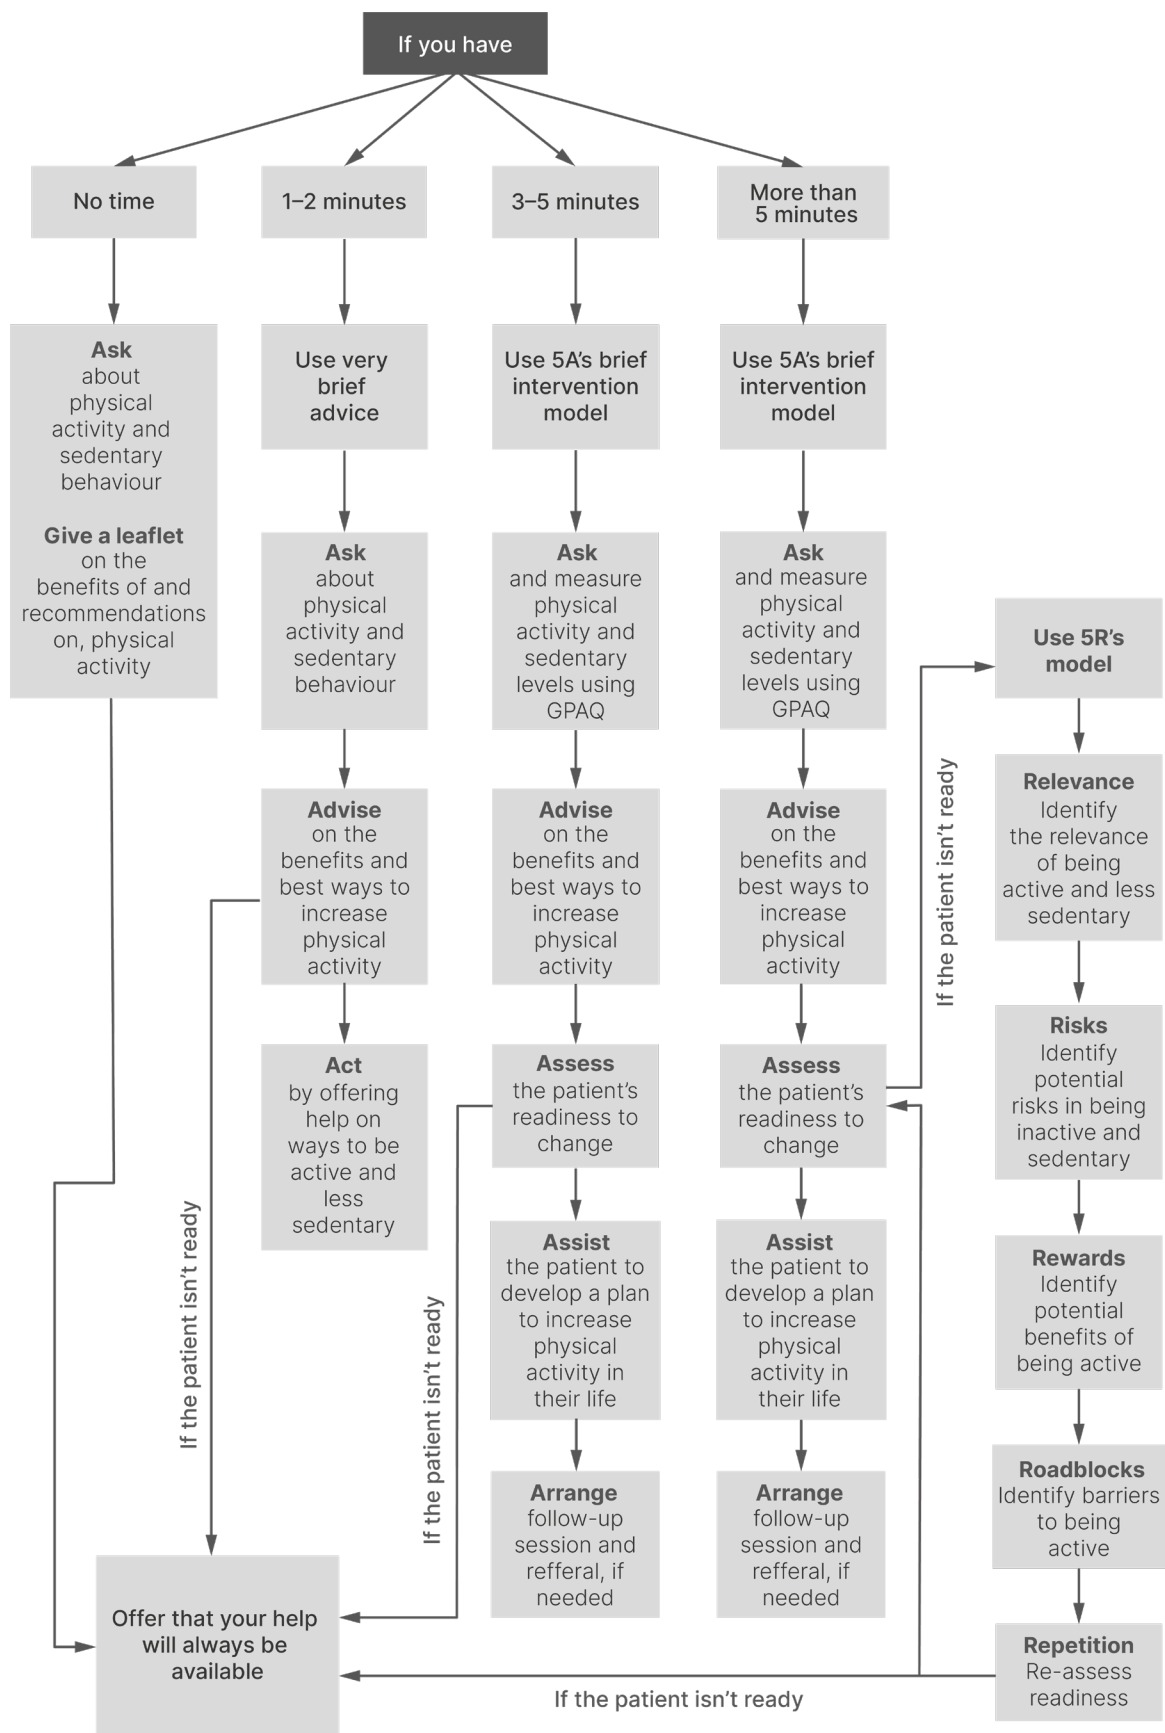 If you have
No time
1–2 minutes
3–5 minutes
More than
5 minutes
Ask
about
physical
activity and
sedentary
behaviour
Give a leaflet
on the
benefits of and
recommendations
on, physical
activity
Use very
brief
advice
Ask
about
physical
activity and
sedentary
behaviour
Advise
on the
benefits and
best ways to
increase
physical
activity
Act
by offering
help on
ways to be
active and
less
sedentary
If the patient isn't ready
Use 5A's brief
intervention
model
Ask
and measure
physical
activity and
sedentary
levels using
GPAQ
Advise
on the
benefits and
best ways to
increase
physical
activity
Assess
the patient's
readiness to
change
Assist
the patient to
develop a plan
to increase
physical
activity in
their life
Arrange
follow-up
session and
refferal, if
needed
If the patient isn't ready
Use 5A's brief
intervention
model
Ask
and measure
physical
activity and
sedentary
levels using
GPAQ
Advise
on the
benefits and
best ways to
increase
physical
activity
Assess
the patient's
readiness to
change
Assist
the patient to
develop a plan
to increase
physical
activity in
their life
Arrange
follow-up
session and
refferal, if
needed
If the patient isn't ready
Use 5R's
model
Relevance
Identify
the relevance
of being
active and less
sedentary
Risks
Identify
potential
risks in being
inactive and
sedentary
Rewards
Identify
potential
benefits of
being active
Roadblocks
Identify barriers
to being
active
Repetition
Re-assess
readiness
If the patient isn't ready
Offer that your help
will always be
available